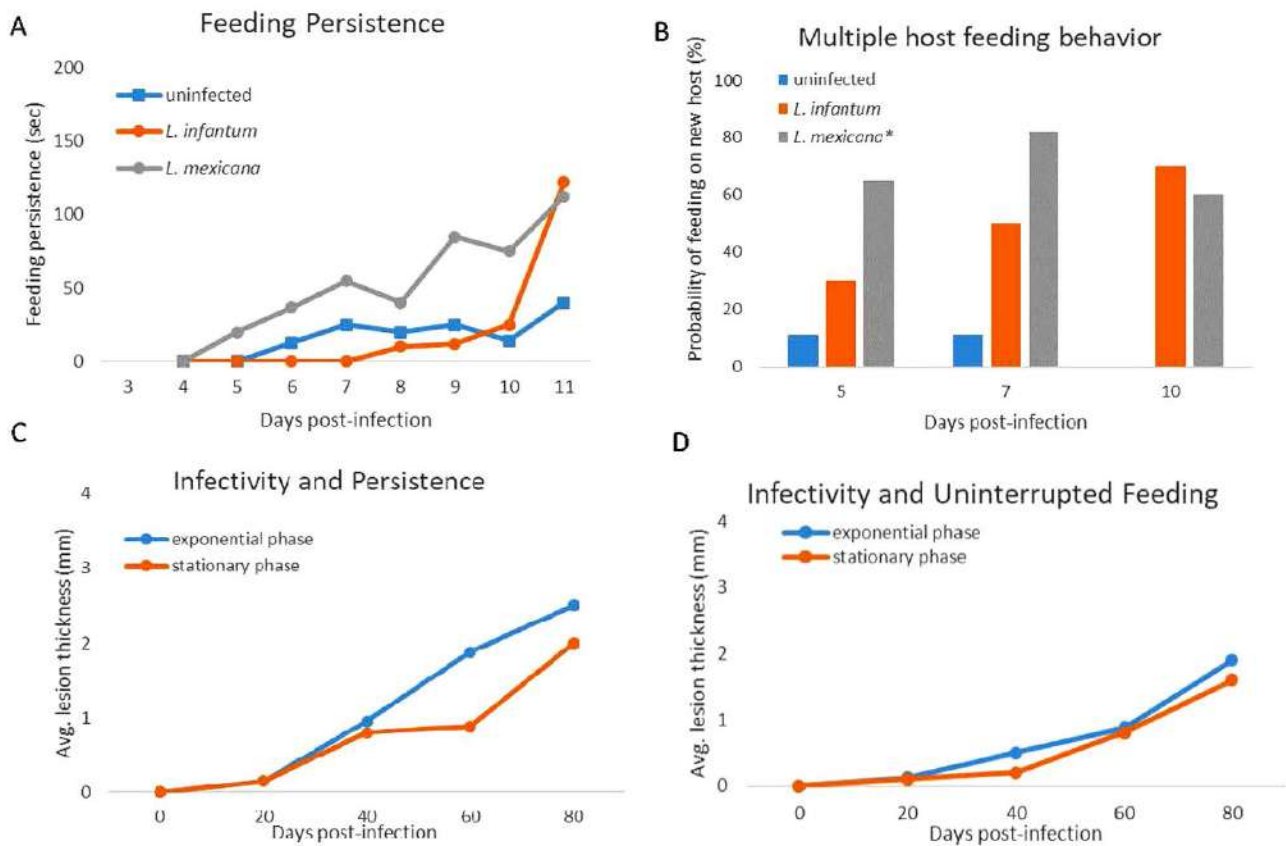 A
Feeding Persistence
200
150
100
50
0
Feeding persistence (sec)
uninfected
L. infantum
L. mexicana
3 4 5 6 7 8 9 10 11
Days post-infection
B
Multiple host feeding behavior
100
80
60
40
20
0
Probability of feeding on new host (%)
uninfected
L. infantum
L. mexicana*
5 7 10
Days post-infection
C
Infectivity and Persistence
4
3
2
1
0
Avg. lesion thickness (mm)
exponential phase
stationary phase
0 20 40 60 80
Days post-infection
D
Infectivity and Uninterrupted Feeding
4
3
2
1
0
Avg. lesion thickness (mm)
exponential phase
stationary phase
0 20 40 60 80
Days post-infection